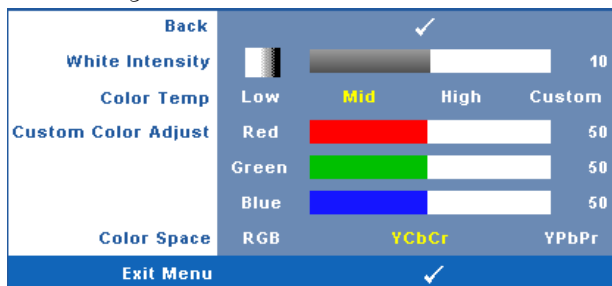 Back
White Intensity 10
Color Temp Low Mid High Custom
Custom Color Adjust Red 50
Green 50
Blue 50
Color Space RGB YCbCr YPbPr
Exit Menu